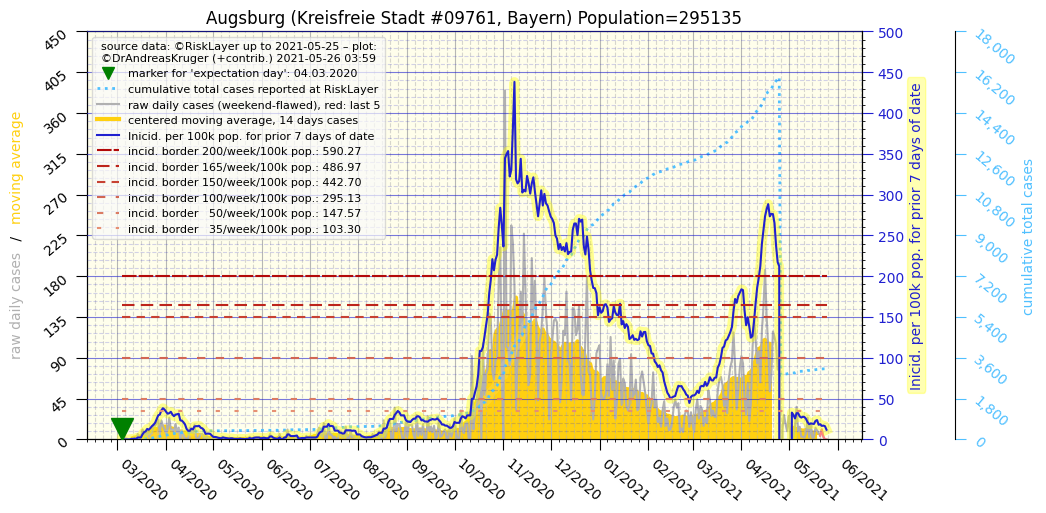 Augsburg (Kreisfreie Stadt #09761, Bayern) Population=295135
source data: ©RiskLayer up to 2021-05-25 – plot:
©DrAndreasKruger (+contrib.) 2021-05-26 03:59
marker for 'expectation day': 04.03.2020
cumulative total cases reported at RiskLayer
raw daily cases (weekend-flawed), red: last 5
centered moving average, 14 days cases
Inicid. per 100k pop. for prior 7 days of date
incid. border 200/week/100k pop.: 590.27
incid. border 165/week/100k pop.: 486.97
incid. border 150/week/100k pop.: 442.70
incid. border 100/week/100k pop.: 295.13
incid. border   50/week/100k pop.: 147.57
incid. border   35/week/100k pop.: 103.30
raw daily cases / moving average
450
405
360
315
270
225
180
135
90
45
0
03/2020
04/2020
05/2020
06/2020
07/2020
08/2020
09/2020
10/2020
11/2020
12/2020
01/2021
02/2021
03/2021
04/2021
05/2021
06/2021
500
450
400
350
300
250
200
150
100
50
0
Inicid. per 100k pop. for prior 7 days of date
18,000
16,200
14,400
12,600
10,800
9,000
7,200
5,400
3,600
1,800
0
cumulative total cases